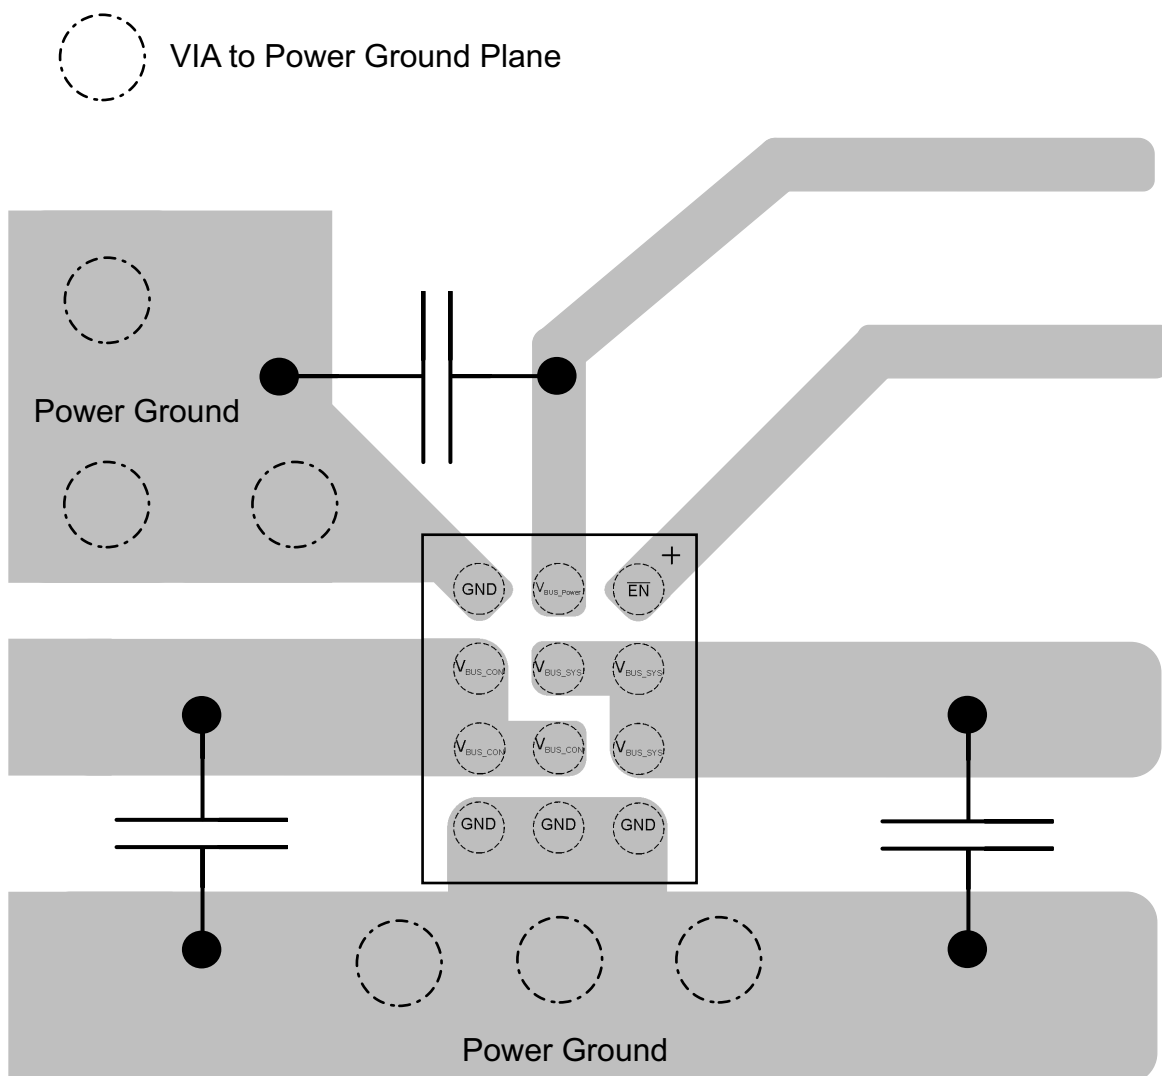 VIA to Power Ground Plane
Power Ground
+
GND VBUS_Power EN
VBUS_CON VBUS_SYS VBUS_SYS
VBUS_CON VBUS_CON VBUS_SYS
GND GND GND
Power Ground